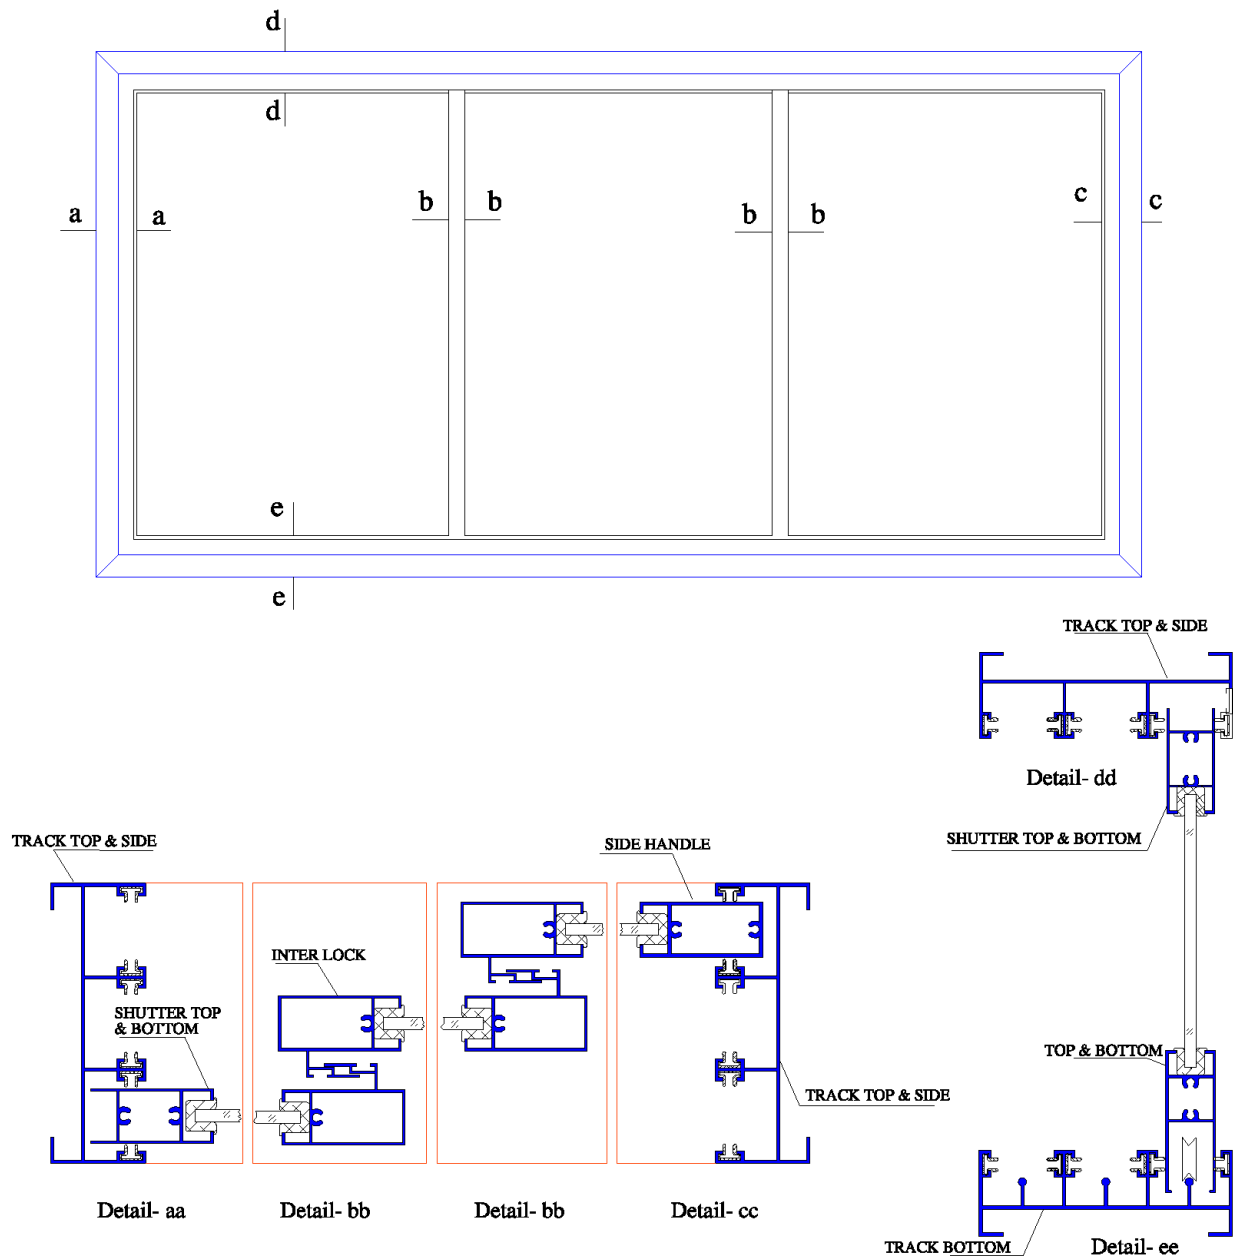 d
d
a
a
b
b
b
b
c
c
e
e
TRACK TOP & SIDE
Detail- dd
SHUTTER TOP & BOTTOM
TRACK TOP & SIDE
SIDE HANDLE
INTER LOCK
SHUTTER TOP
& BOTTOM
TOP & BOTTOM
TRACK TOP & SIDE
Detail- aa
Detail- bb
Detail- bb
Detail- cc
TRACK BOTTOM
Detail- ee